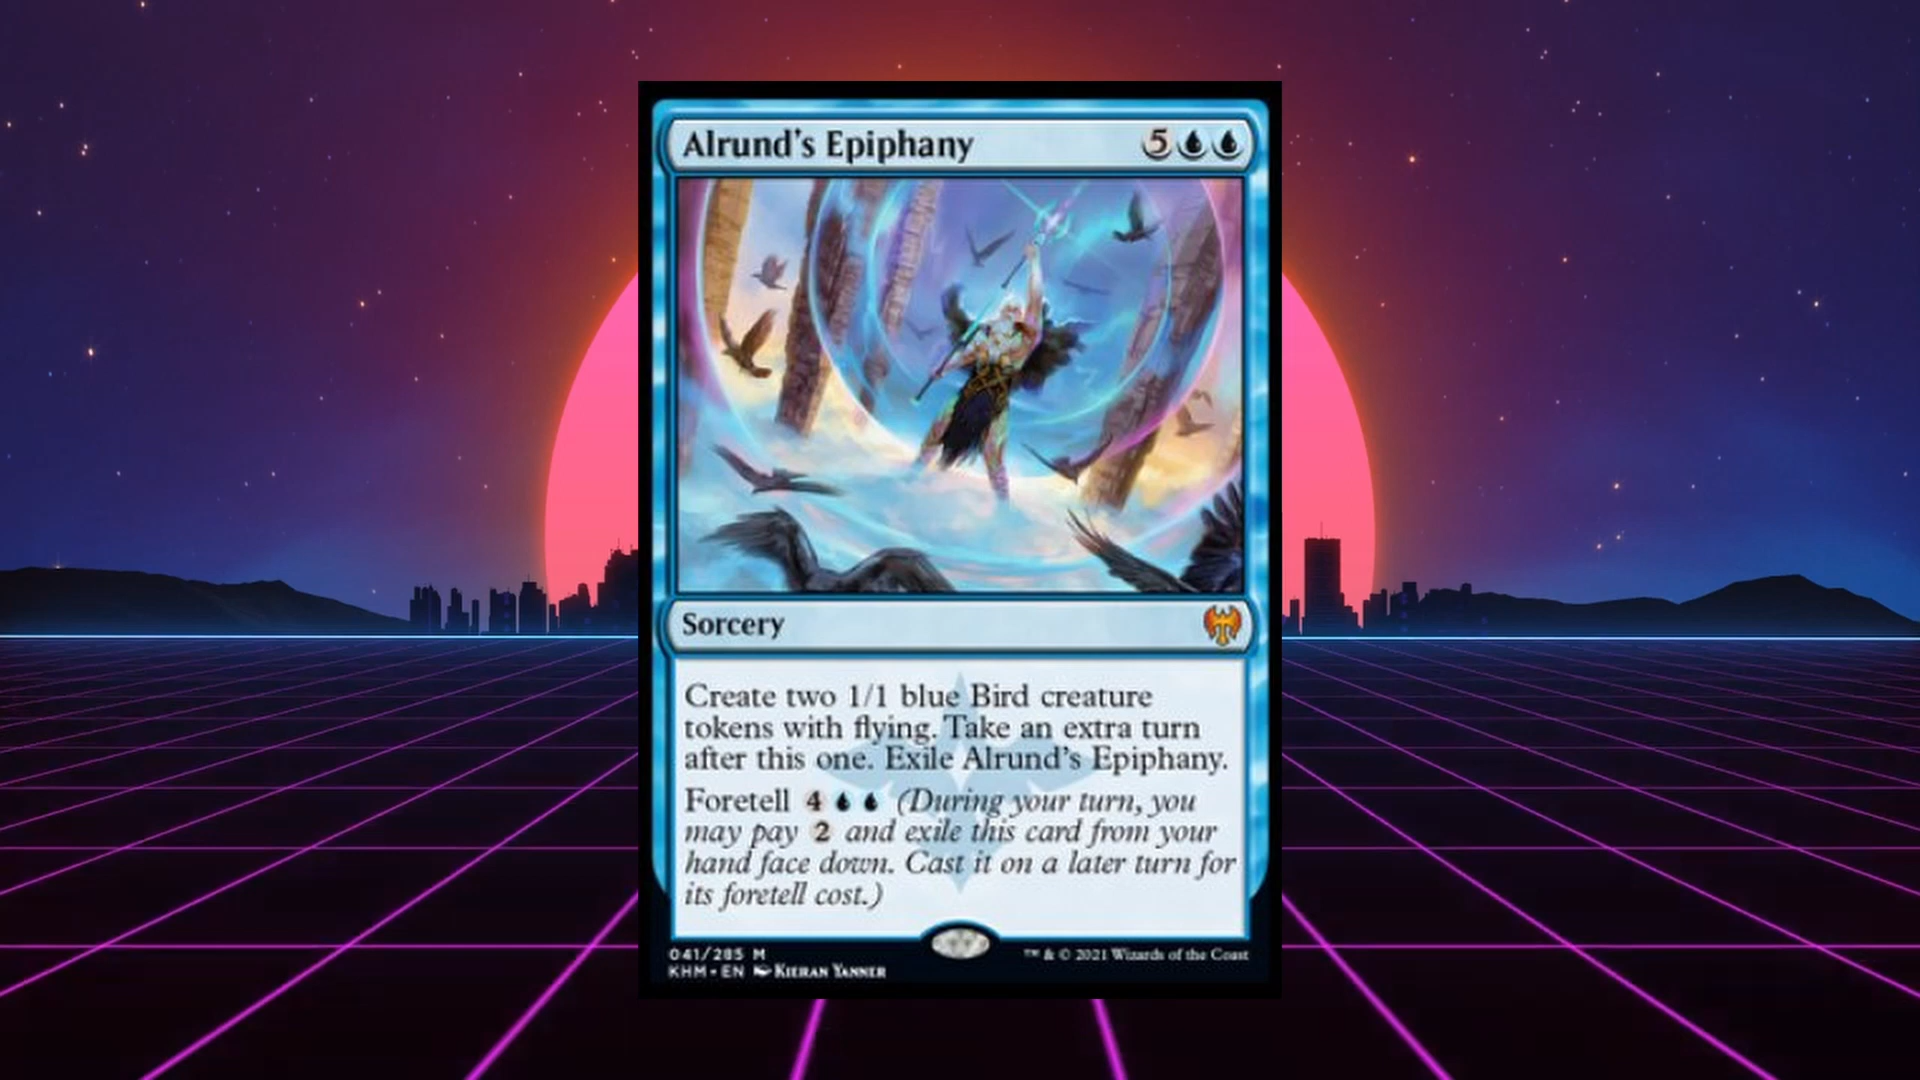 Alrund's Epiphany 5
Sorcery
Create two 1/1 blue Bird creature
tokens with flying. Take an extra turn
after this one. Exile Alrund's Epiphany.
Foretell 4 (During your turn, you
may pay 2 and exile this card from your
hand face down. Cast it on a later turn for
its foretell cost.)
041/285 M
KHM • EN Kieran Yanner
™ & © 2021 Wizards of the Coast